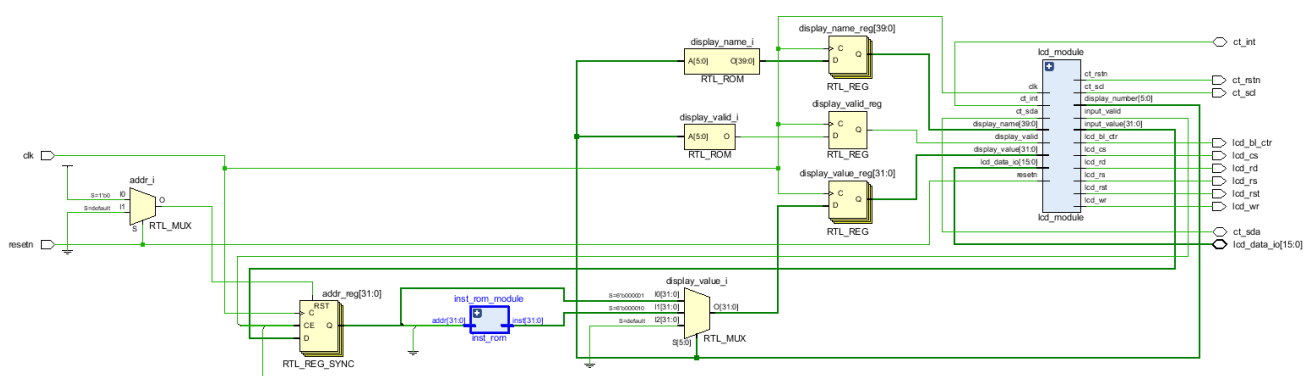 display_name_reg[39:0]
display_name_i
C
Q
D
A[5:0]
O[39:0]
RTL_ROM
RTL_REG
display_valid_reg
display_valid_i
C
Q
D
A[5:0]
O
RTL_ROM
RTL_REG
display_value_reg[31:0]
C
Q
D
RTL_REG
lcd_module
clk
ct_int
ct_sda
display_name[39:0]
display_valid
display_value[31:0]
lcd_data_io[15:0]
resetn
ct_rstn
ct_scl
display_number[5:0]
input_valid
input_value[31:0]
lcd_bl_ctr
lcd_cs
lcd_rd
lcd_rs
lcd_rst
lcd_wr
lcd_module
ct_int
ct_rstn
ct_scl
lcd_bl_ctr
lcd_cs
lcd_rd
lcd_rs
lcd_rst
lcd_wr
ct_sda
lcd_data_io[15:0]
clk
addr_i
S=1'b0
I0
S=default
I1
O
S
RTL_MUX
resetn
addr_reg[31:0]
RST
C
CE
Q
D
RTL_REG_SYNC
inst_rom_module
addr[31:0]
inst[31:0]
inst_rom
display_value_i
S=6'b000001
I0[31:0]
S=6'b000010
I1[31:0]
S=default
I2[31:0]
O[31:0]
S[5:0]
RTL_MUX